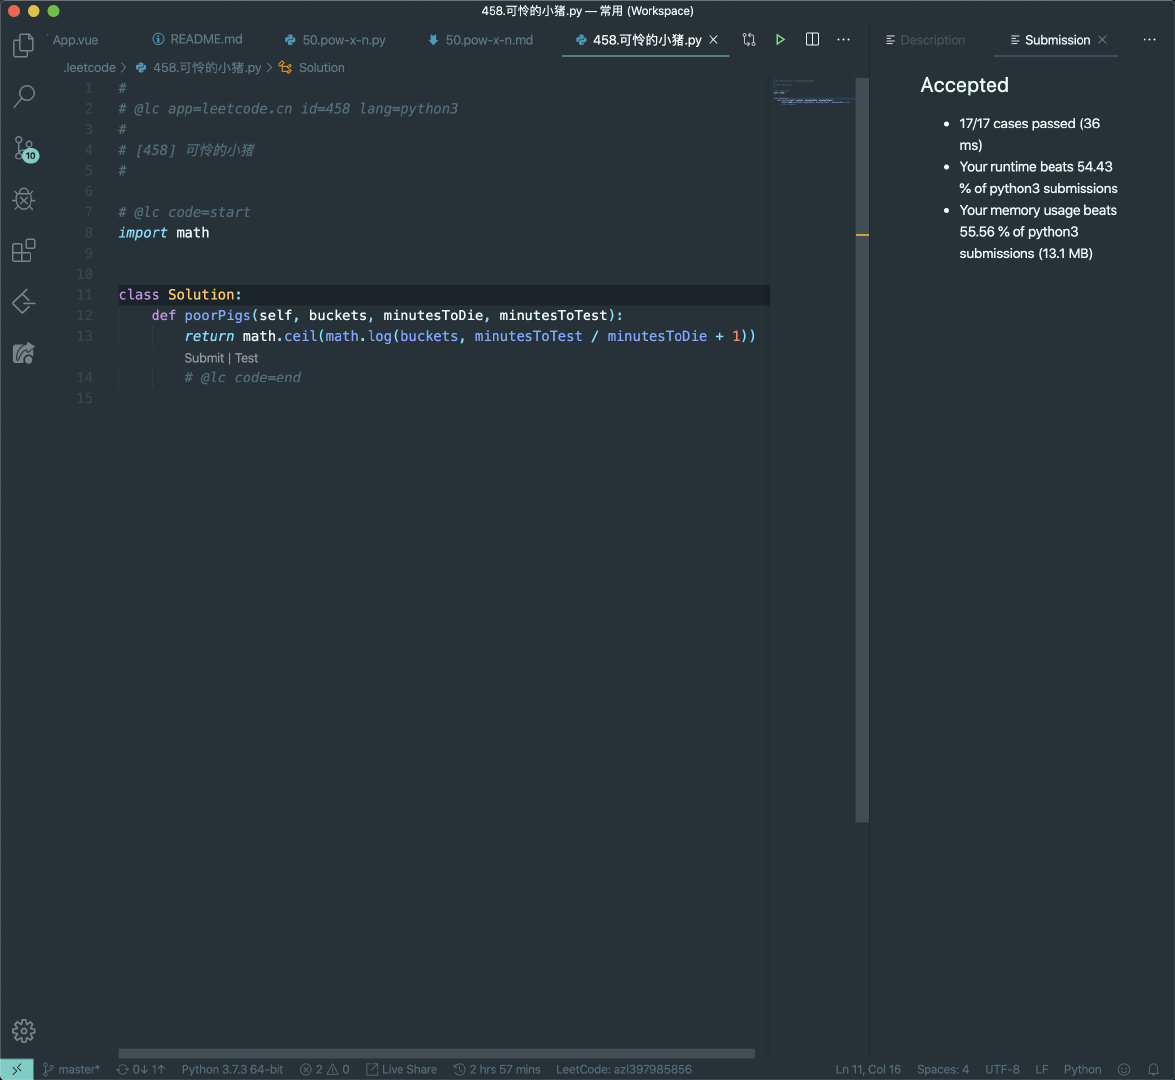 458.可怜的小猪.py — 常用 (Workspace)
App.vue
README.md
50.pow-x-n.py
50.pow-x-n.md
458.可怜的小猪.py
Description
Submission
.leetcode > 458.可怜的小猪.py > Solution
1 #
2 # @lc app=leetcode.cn id=458 lang=python3
3 #
4 # [458] 可怜的小猪
5 #
6
7 # @lc code=start
8 import math
9
10
11 class Solution:
12 def poorPigs(self, buckets, minutesToDie, minutesToTest):
13 return math.ceil(math.log(buckets, minutesToTest / minutesToDie + 1))
Submit | Test
14 # @lc code=end
15
Accepted
• 17/17 cases passed (36
ms)
• Your runtime beats 54.43
% of python3 submissions
• Your memory usage beats
55.56 % of python3
submissions (13.1 MB)
10
master* 0↓ 1↑ Python 3.7.3 64-bit 2 0 Live Share 2 hrs 57 mins LeetCode: azl397985856 Ln 11, Col 16 Spaces: 4 UTF-8 LF Python